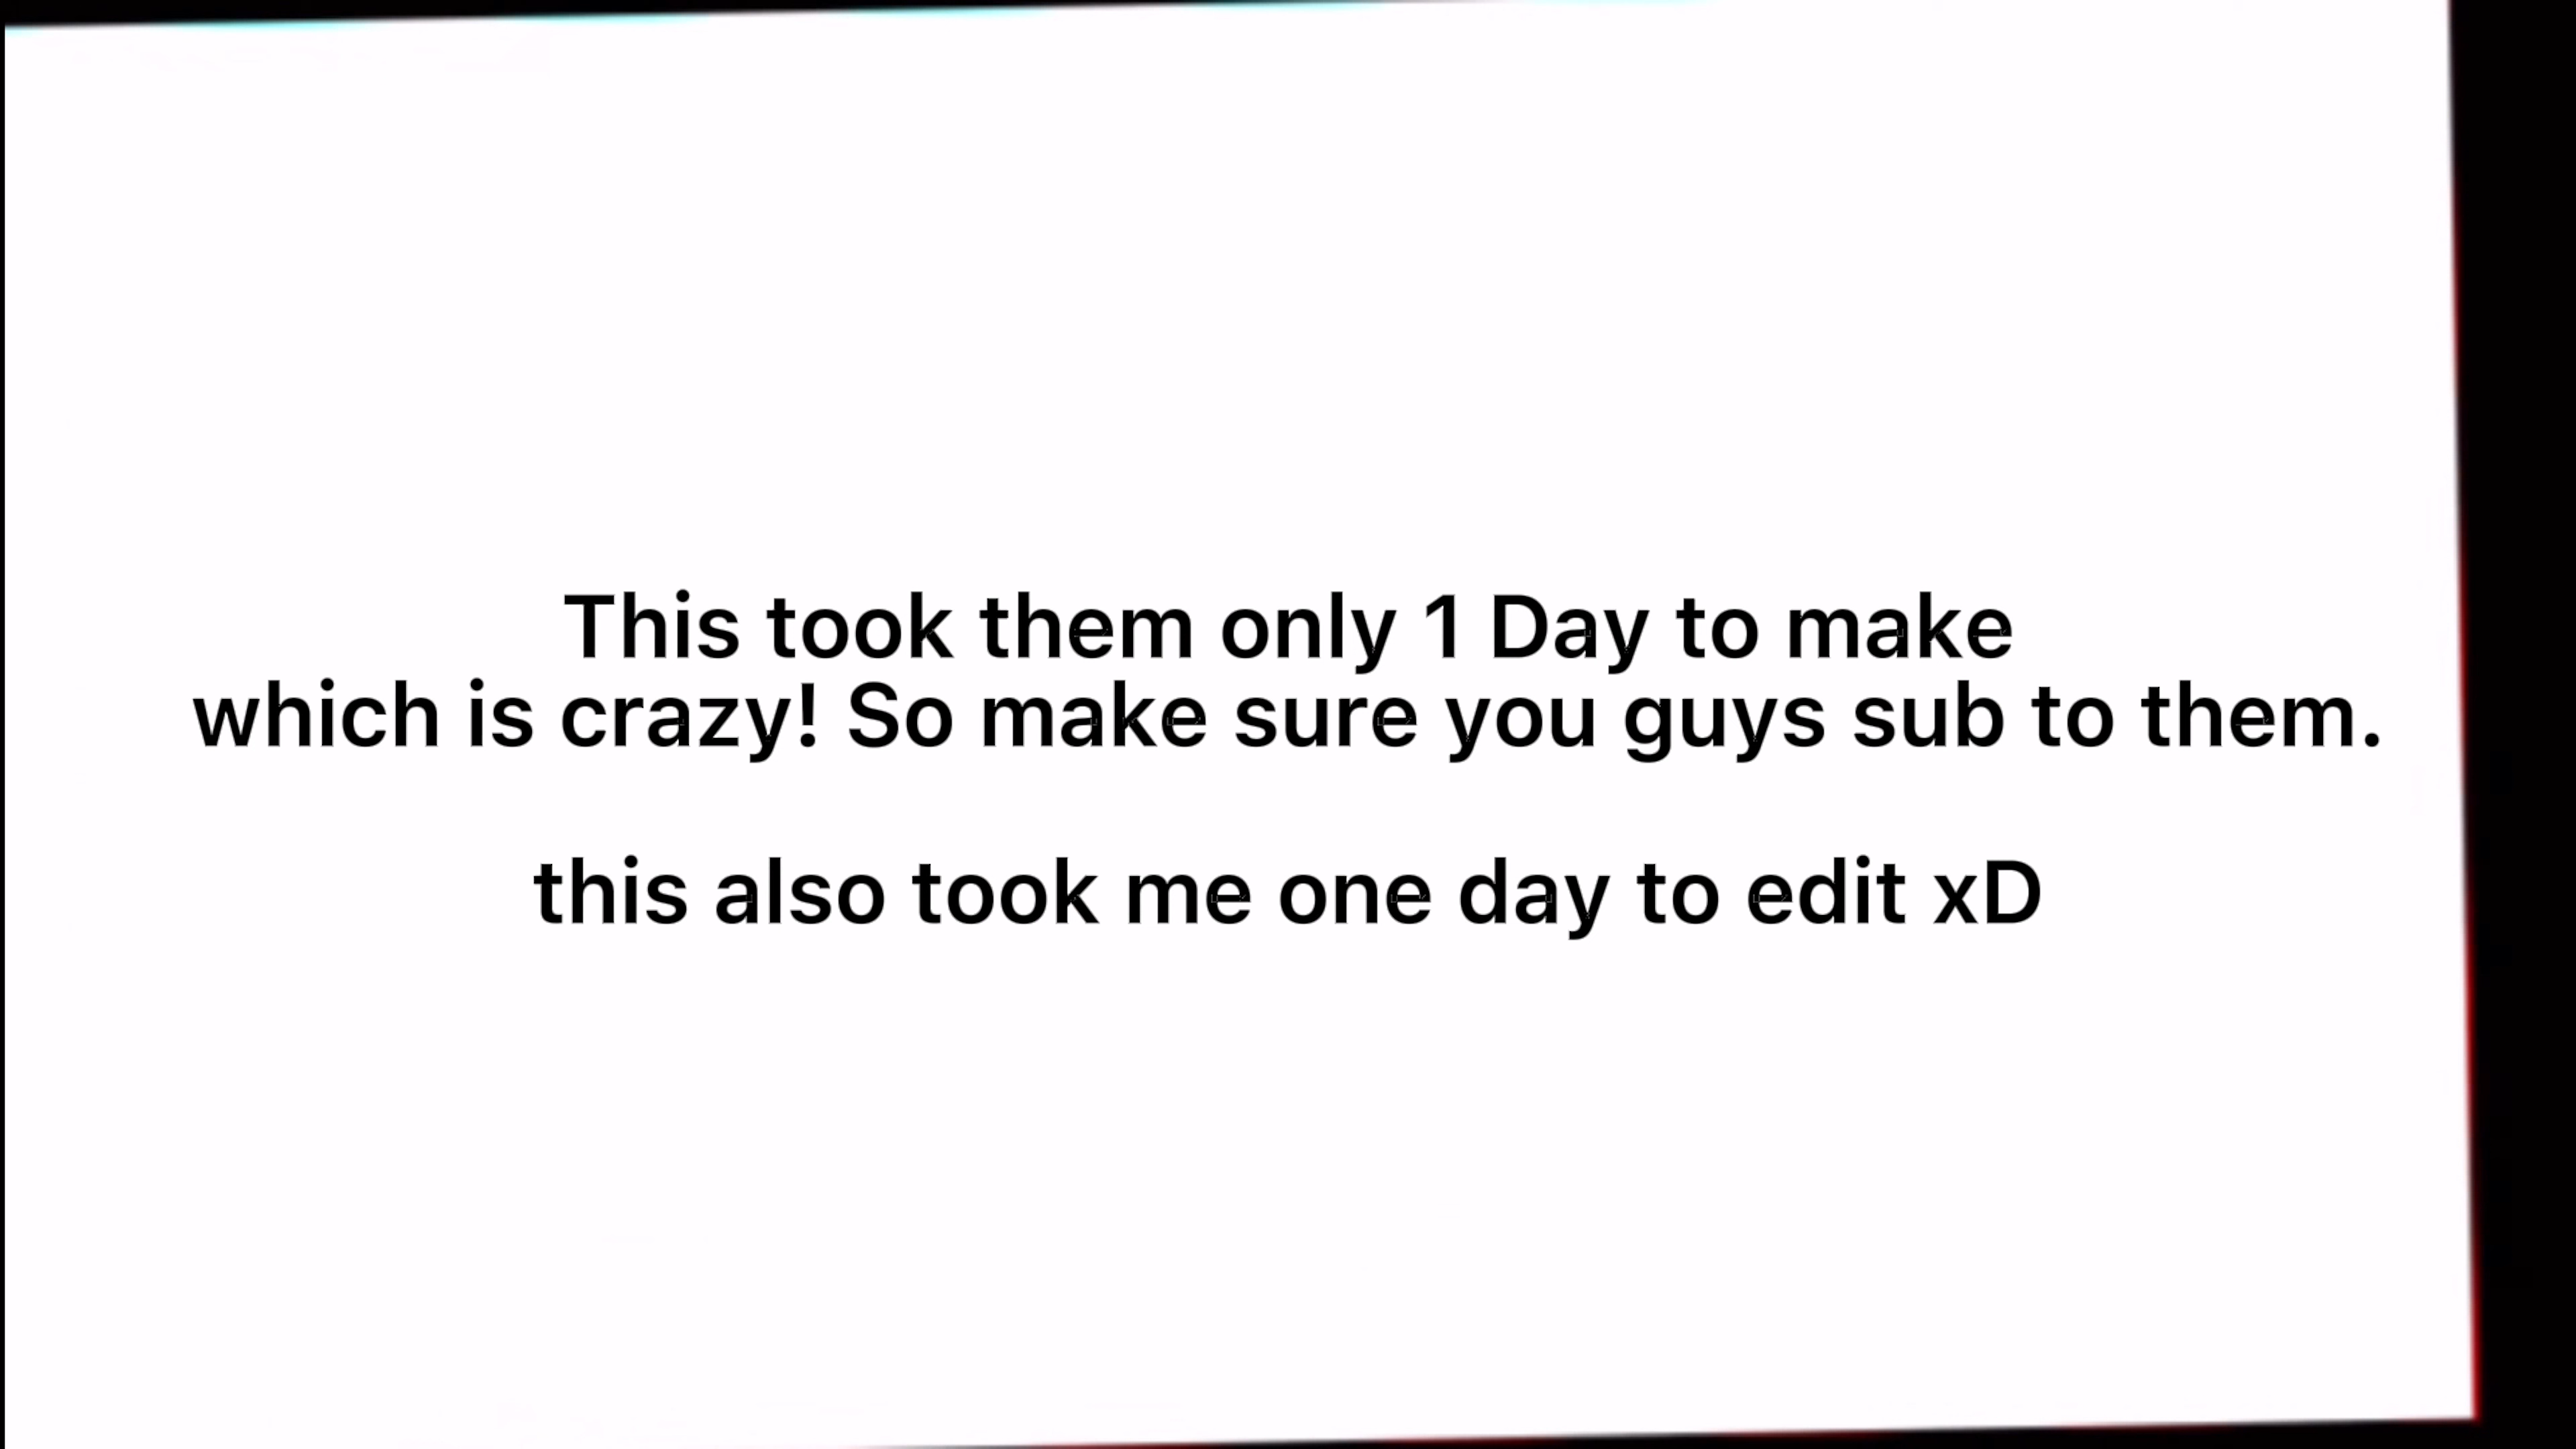 This took them only 1 Day to make
which is crazy! So make sure you guys sub to them.
this also took me one day to edit xD